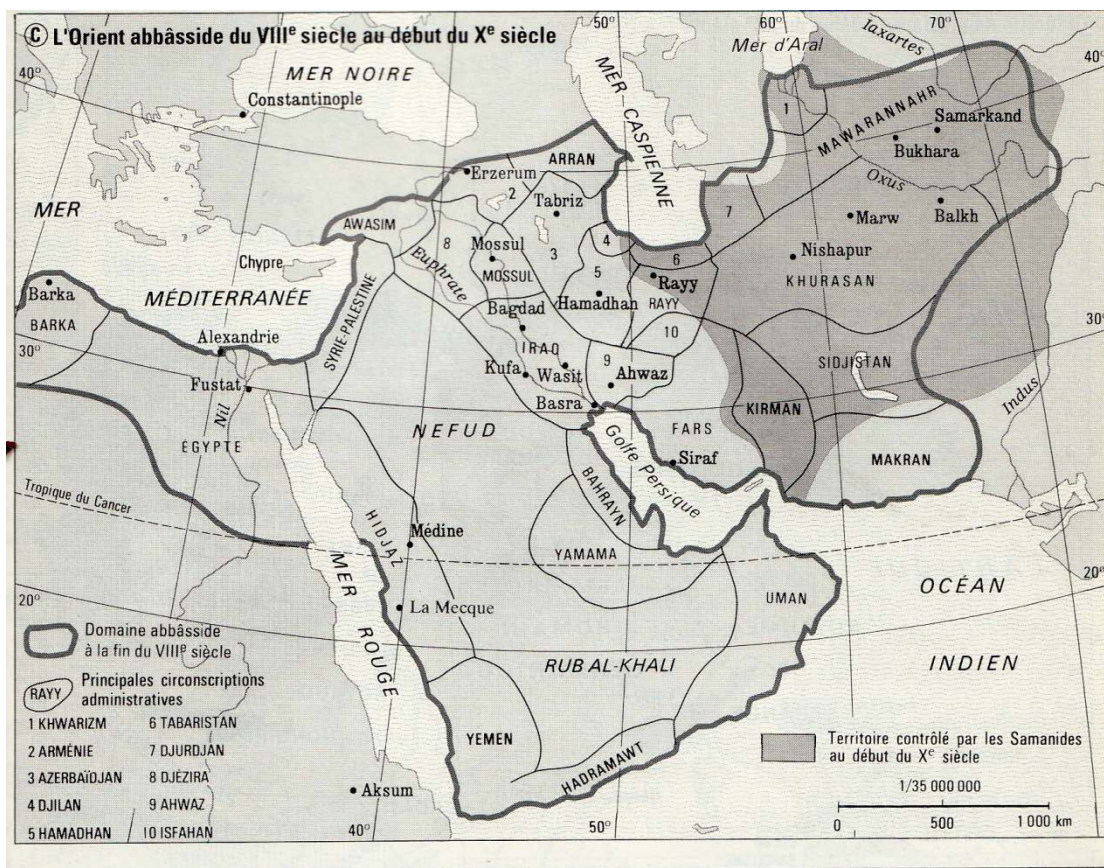 Ⓒ L'Orient abbâsside du VIIIᵉ siècle au début du Xᵉ siècle
50°
60°
70°
40°
40°
Mer d'Aral
Iaxartes
MER NOIRE
Constantinople
MER CASPIENNE
1
MAWARANNAHR
Samarkand
Bukhara
Oxus
ARRAN
Erzerum
2
Tabriz
7
Marw
Balkh
MER
AWASIM
8
Mossul
MOSSUL
3
4
6
Nishapur
KHURASAN
Chypre
Euphrate
5
Rayy
RAYY
Hamadhan
Barka
MÉDITERRANÉE
Bagdad
10
30°
BARKA
SYRIE-PALESTINE
IRAQ
SIDJISTAN
Alexandrie
30°
Kufa
Wasit
9
Ahwaz
Indus
Fustat
Basra
KIRMAN
Nil
NEFUD
FARS
ÉGYPTE
Golfe Persique
Siraf
MAKRAN
BAHRAYN
Tropique du Cancer
HIDJAZ
Médine
YAMAMA
20°
MER ROUGE
OCÉAN
20°
La Mecque
UMAN
Domaine abbâsside
à la fin du VIIIᵉ siècle
RUB AL-KHALI
INDIEN
RAYY
Principales circonscriptions
administratives
1 KHWARIZM
6 TABARISTAN
2 ARMÉNIE
7 DJURDJAN
3 AZERBAÏDJAN
8 DJÉZIRA
4 DJILAN
9 AHWAZ
5 HAMADHAN
10 ISFAHAN
YEMEN
HADRAMAWT
Aksum
40°
50°
Territoire contrôlé par les Samanides
au début du Xᵉ siècle
1/35 000 000
0
500
1 000 km